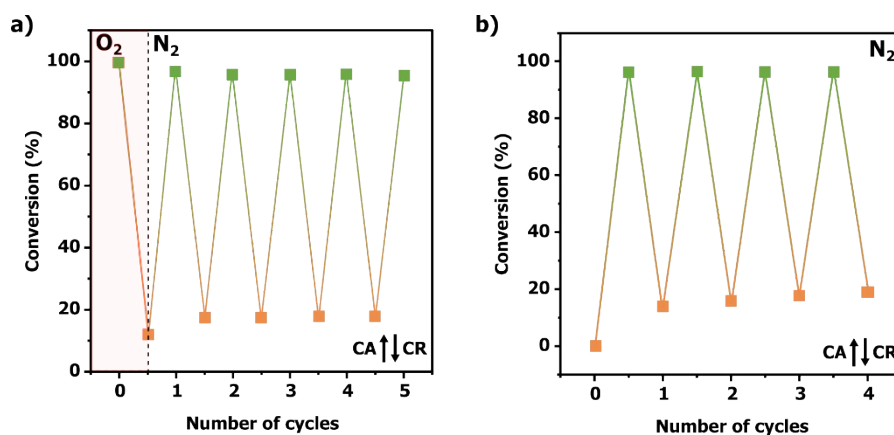 a)
O₂ N₂
100
80
60
40
20
0
Conversion (%)
CA CR
0 1 2 3 4 5
Number of cycles
b)
N₂
100
80
60
40
20
0
Conversion (%)
CA CR
0 1 2 3 4
Number of cycles